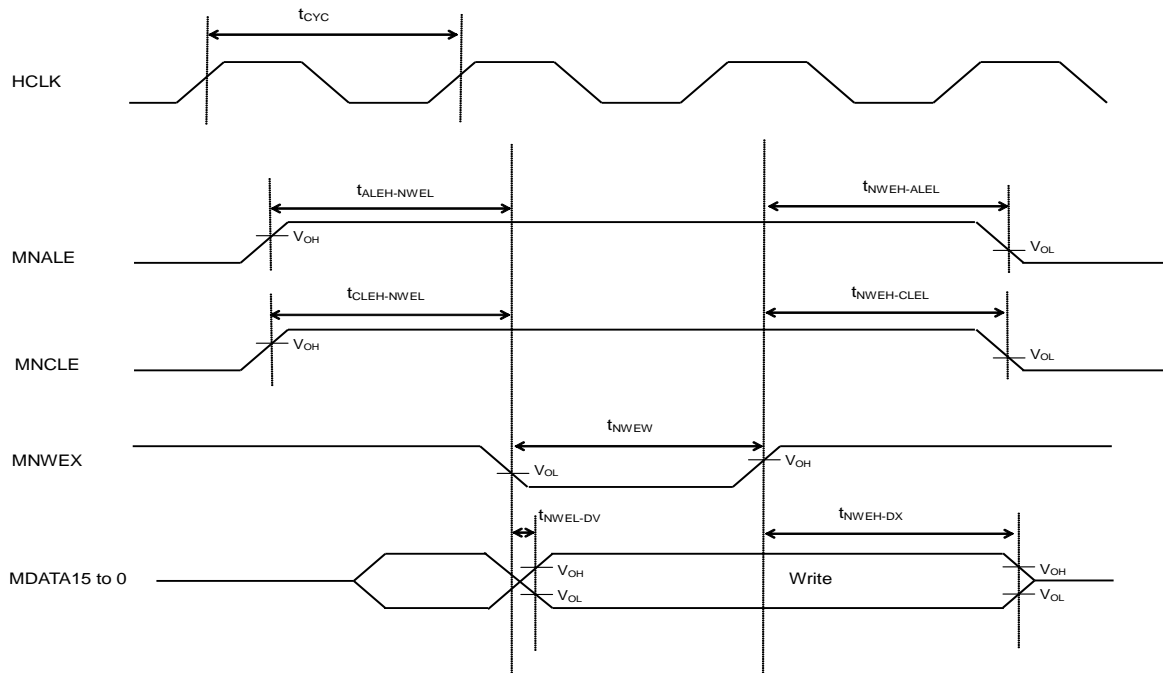 tCYC
HCLK
tALEH-NWEL
tNWEH-ALEL
VOH
VOL
MNALE
tCLEH-NWEL
tNWEH-CLEL
VOH
VOL
MNCLE
tNWEW
MNWEX
VOL
VOH
tNWEL-DV
tNWEH-DX
MDATA15 to 0
VOH
Write
VOH
VOL
VOL